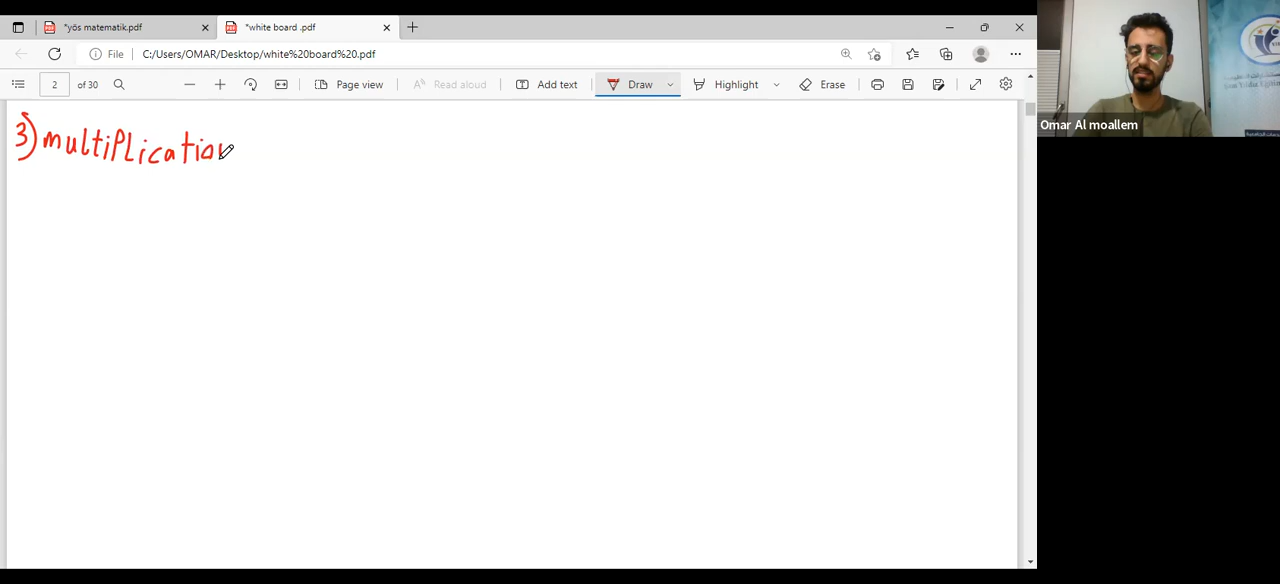 *yös matematik.pdf
*white board .pdf
File
C:/Users/OMAR/Desktop/white%20board%20.pdf
2 of 30
Page view
Read aloud
Add text
Draw
Highlight
Erase
3) multiplication
Omar Al moallem